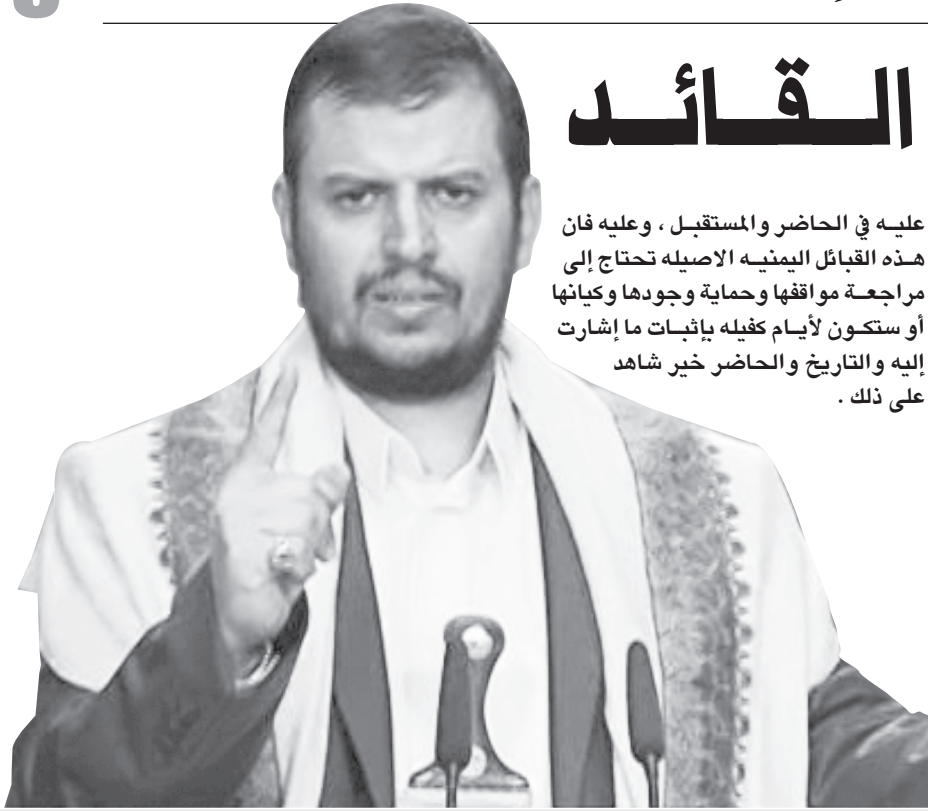 القائد
عليه في الحاضر والمستقبل ، وعليه فان
هذه القبائل اليمنيه الاصيله تحتاج إلى
مراجعة مواقفها وحماية وجودها وكيانها
أو ستكون لأيام كفيله بإثبات ما إشارت
إليه والتاريخ والحاضر خير شاهد
على ذلك .